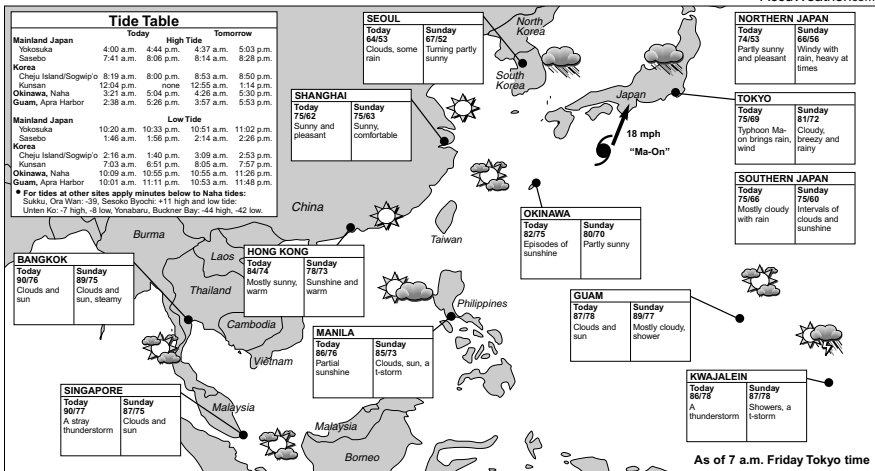 Tide Table
Today Tomorrow
Mainland Japan High Tide
Yokosuka 4:00 a.m. 4:44 p.m. 4:37 a.m. 5:03 p.m.
Sasebo 7:41 a.m. 8:06 p.m. 8:14 a.m. 8:28 p.m.
Korea
Cheju Island/Sogwip'o 8:19 a.m. 8:00 p.m. 8:53 a.m. 8:50 p.m.
Kunsan 12:04 p.m. none 12:55 a.m. 1:14 p.m.
Okinawa, Naha 3:21 a.m. 5:04 p.m. 4:26 a.m. 5:30 p.m.
Guam, Apra Harbor 2:38 a.m. 5:26 p.m. 3:57 a.m. 5:53 p.m.
Mainland Japan Low Tide
Yokosuka 10:20 a.m. 10:33 p.m. 10:51 a.m. 11:02 p.m.
Sasebo 1:46 a.m. 1:56 p.m. 2:14 a.m. 2:26 p.m.
Korea
Cheju Island/Sogwip'o 2:16 a.m. 1:40 p.m. 3:09 a.m. 2:53 p.m.
Kunsan 7:03 a.m. 6:51 p.m. 8:05 a.m. 7:57 p.m.
Okinawa, Naha 10:09 a.m. 10:55 p.m. 10:55 a.m. 11:26 p.m.
Guam, Apra Harbor 10:01 a.m. 11:11 p.m. 10:53 a.m. 11:48 p.m.
• For tides at other sites apply minutes below to Naha tides:
Sukku, Ora Wan: -39, Sesoko Byochi: +11 high and low tide:
Unten Ko: -7 high, -8 low, Yonabaru, Buckner Bay: -44 high, -42 low.
SEOUL
Today Sunday
64/53 67/52
Clouds, some Turning partly
rain sunny
North
Korea
South
Korea
Japan
NORTHERN JAPAN
Today Sunday
74/53 66/56
Partly sunny Windy with
and pleasant rain, heavy at
times
SHANGHAI
Today Sunday
75/62 75/63
Sunny and Sunny,
pleasant comfortable
18 mph
"Ma-On"
TOKYO
Today Sunday
75/69 81/72
Typhoon Ma- Cloudy,
on brings rain, breezy and
wind rainy
SOUTHERN JAPAN
Today Sunday
75/66 75/60
Mostly cloudy Intervals of
with rain clouds and
sunshine
China
Taiwan
OKINAWA
Today Sunday
82/75 80/70
Episodes of Partly sunny
sunshine
Burma
Laos
Thailand
Cambodia
Vietnam
BANGKOK
Today Sunday
90/76 89/75
Clouds and Clouds and
sun sun, steamy
HONG KONG
Today Sunday
84/74 78/73
Mostly sunny, Sunshine and
warm warm
Philippines
MANILA
Today Sunday
86/76 85/73
Partial Clouds, sun, a
sunshine t-storm
GUAM
Today Sunday
87/78 89/77
Clouds and Mostly cloudy,
sun shower
KWAJALEIN
Today Sunday
86/78 87/78
A Showers, a
thunderstorm t-storm
SINGAPORE
Today Sunday
90/77 87/75
A stray Clouds and
thunderstorm sun
Malaysia
Malaysia
Borneo
As of 7 a.m. Friday Tokyo time